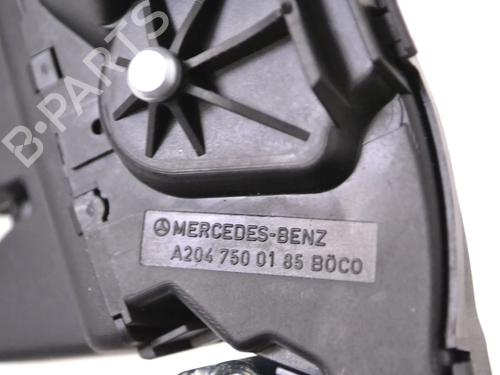 B-PARTS
MERCEDES-BENZ
A204 750 01 85 BÖCO